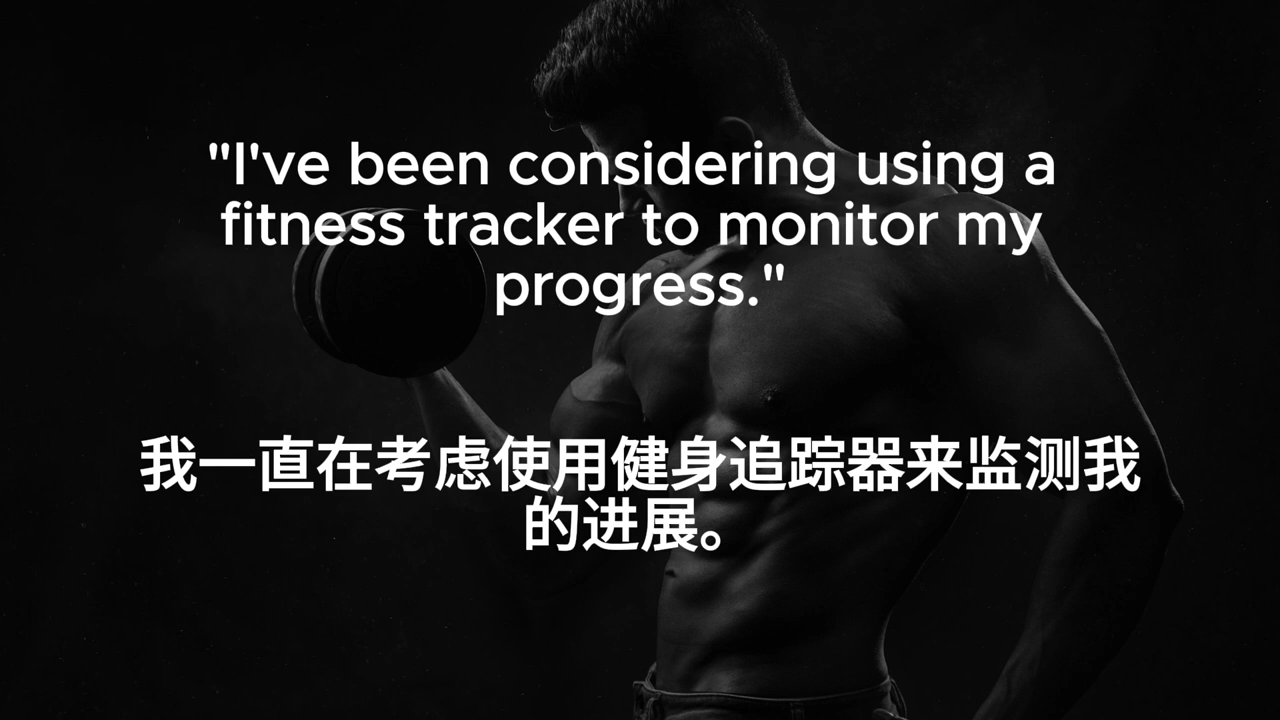 "I've been considering using a
fitness tracker to monitor my
progress."
我一直在考虑使用健身追踪器来监测我
的进展。